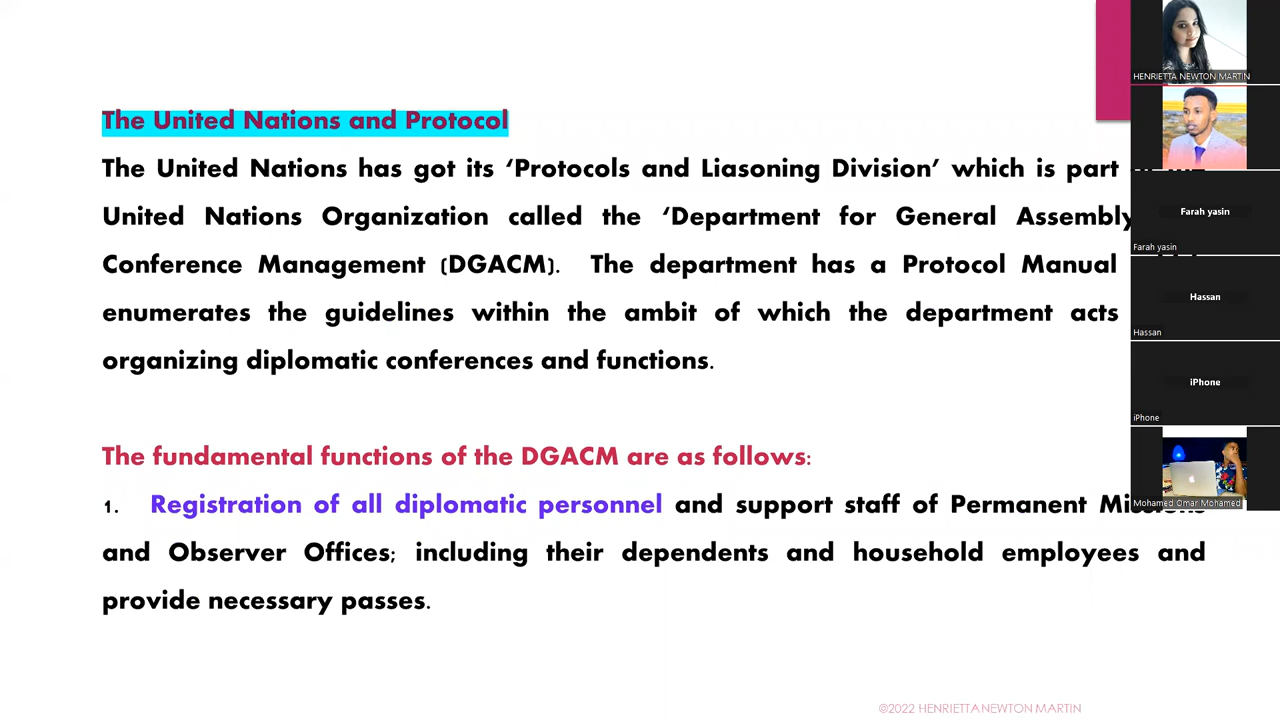 The United Nations and Protocol
The United Nations has got its ‘Protocols and Liasoning Division’ which is part
United Nations Organization called the ‘Department for General Assembly
Conference Management (DGACM). The department has a Protocol Manual
enumerates the guidelines within the ambit of which the department acts
organizing diplomatic conferences and functions.
The fundamental functions of the DGACM are as follows:
1. Registration of all diplomatic personnel and support staff of Permanent Missions
and Observer Offices; including their dependents and household employees and
provide necessary passes.
©2022 HENRIETTA NEWTON MARTIN
HENRIETTA NEWTON MARTIN
Farah yasin
Farah yasin
Hassan
Hassan
iPhone
iPhone
Mohamed Omar Mohamed